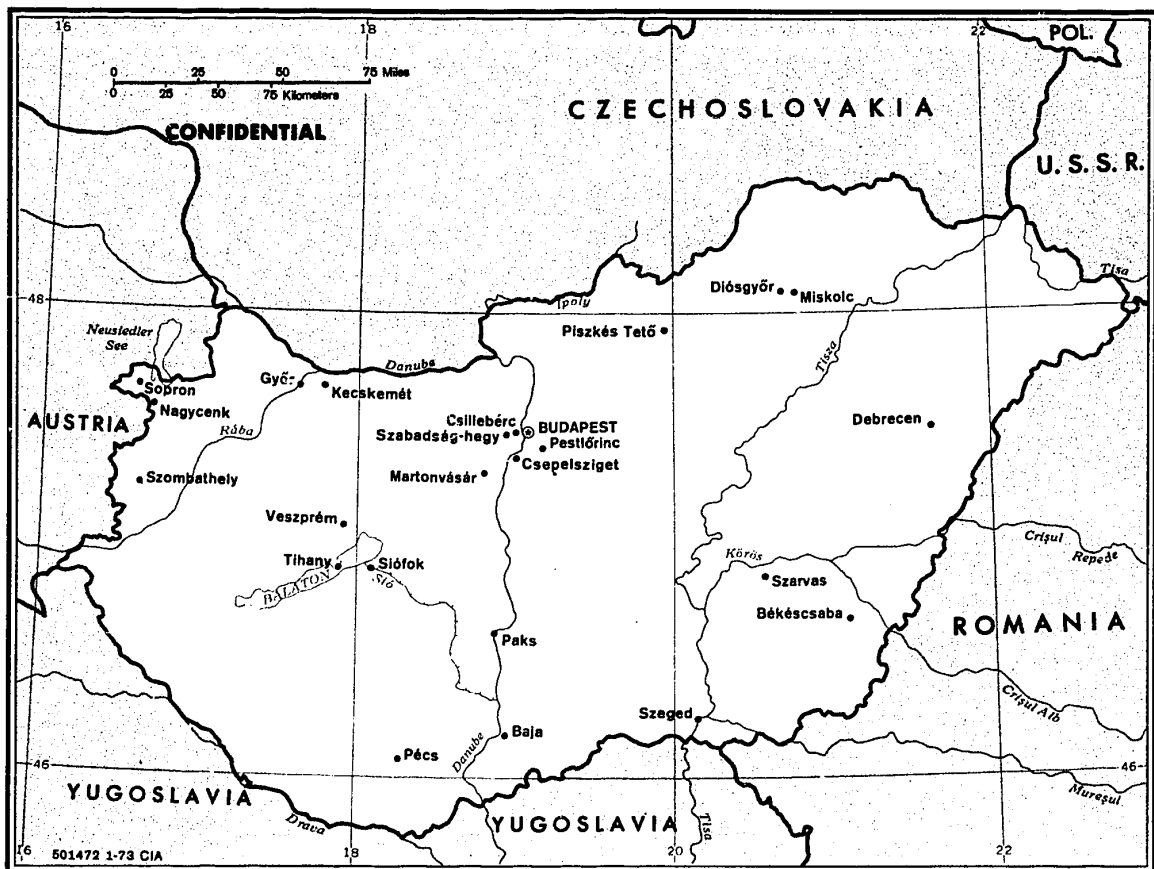 16
18
22
POL.
0 25 50 75 Miles
0 25 50 75 Kilometers
CONFIDENTIAL
CZECHOSLOVAKIA
U.S.S.R.
48
48
Neusiedler
See
Danube
Ipoly
Diósgyőr
Miskolc
Piszkés Tető
Tisza
Tisa
Sopron
Nagycenk
Győr
Kecskemét
AUSTRIA
Rába
Csillebérc
BUDAPEST
Szabadság-hegy
Pestlőrinc
Csepelsziget
Martonvásár
Debrecen
Szombathely
Veszprém
Tihany
Siófok
BALATON
Sió
Körös
Crişul
Repede
Szarvas
Békéscsaba
ROMANIA
Paks
Crişul Alb
Szeged
Baja
Danube
Pécs
46
46
Mureşul
YUGOSLAVIA
Drava
YUGOSLAVIA
Tisa
501472 1-73 CIA
16
18
20
22